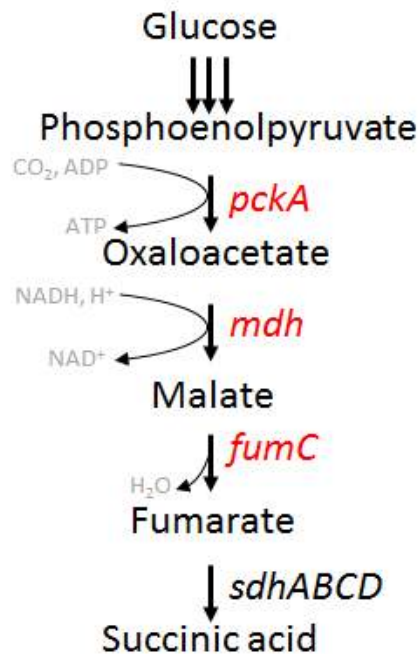 Glucose
Phosphoenolpyruvate
CO₂, ADP
pckA
ATP
Oxaloacetate
NADH, H⁺
mdh
NAD⁺
Malate
fumC
H₂O
Fumarate
sdhABCD
Succinic acid